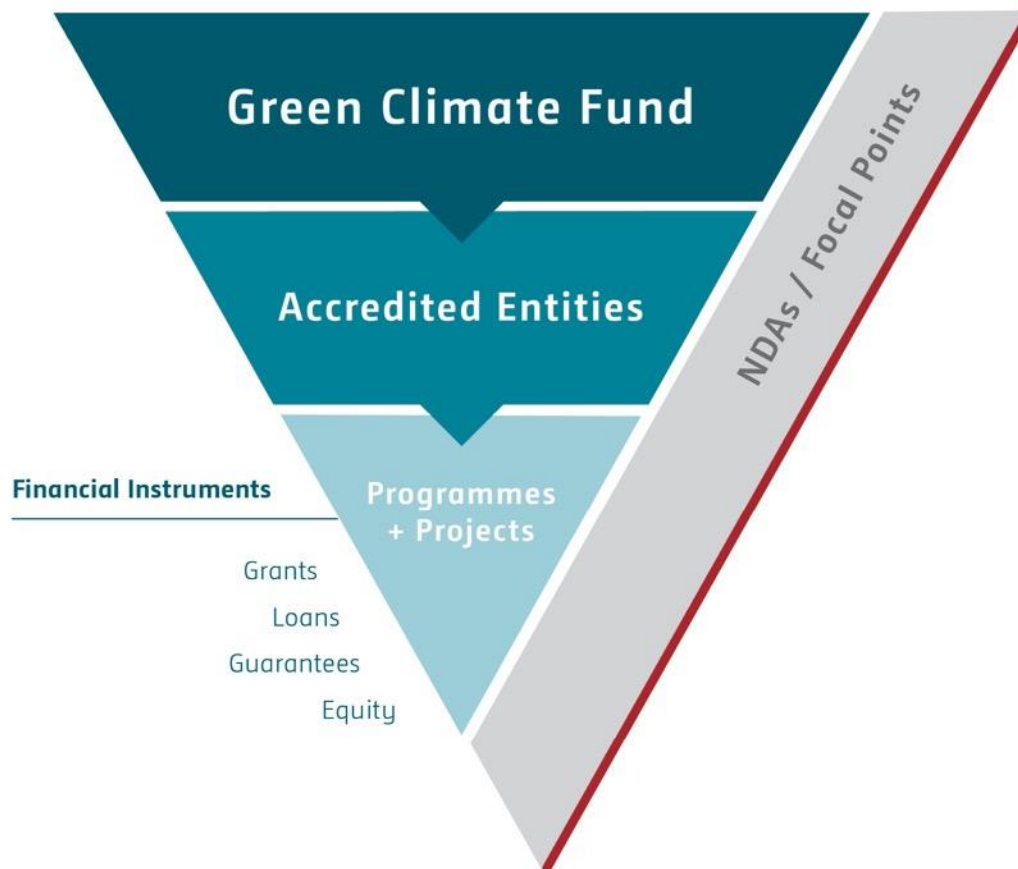 Green Climate Fund
Accredited Entities
Programmes
+ Projects
NDAs / Focal Points
Financial Instruments
Grants
Loans
Guarantees
Equity